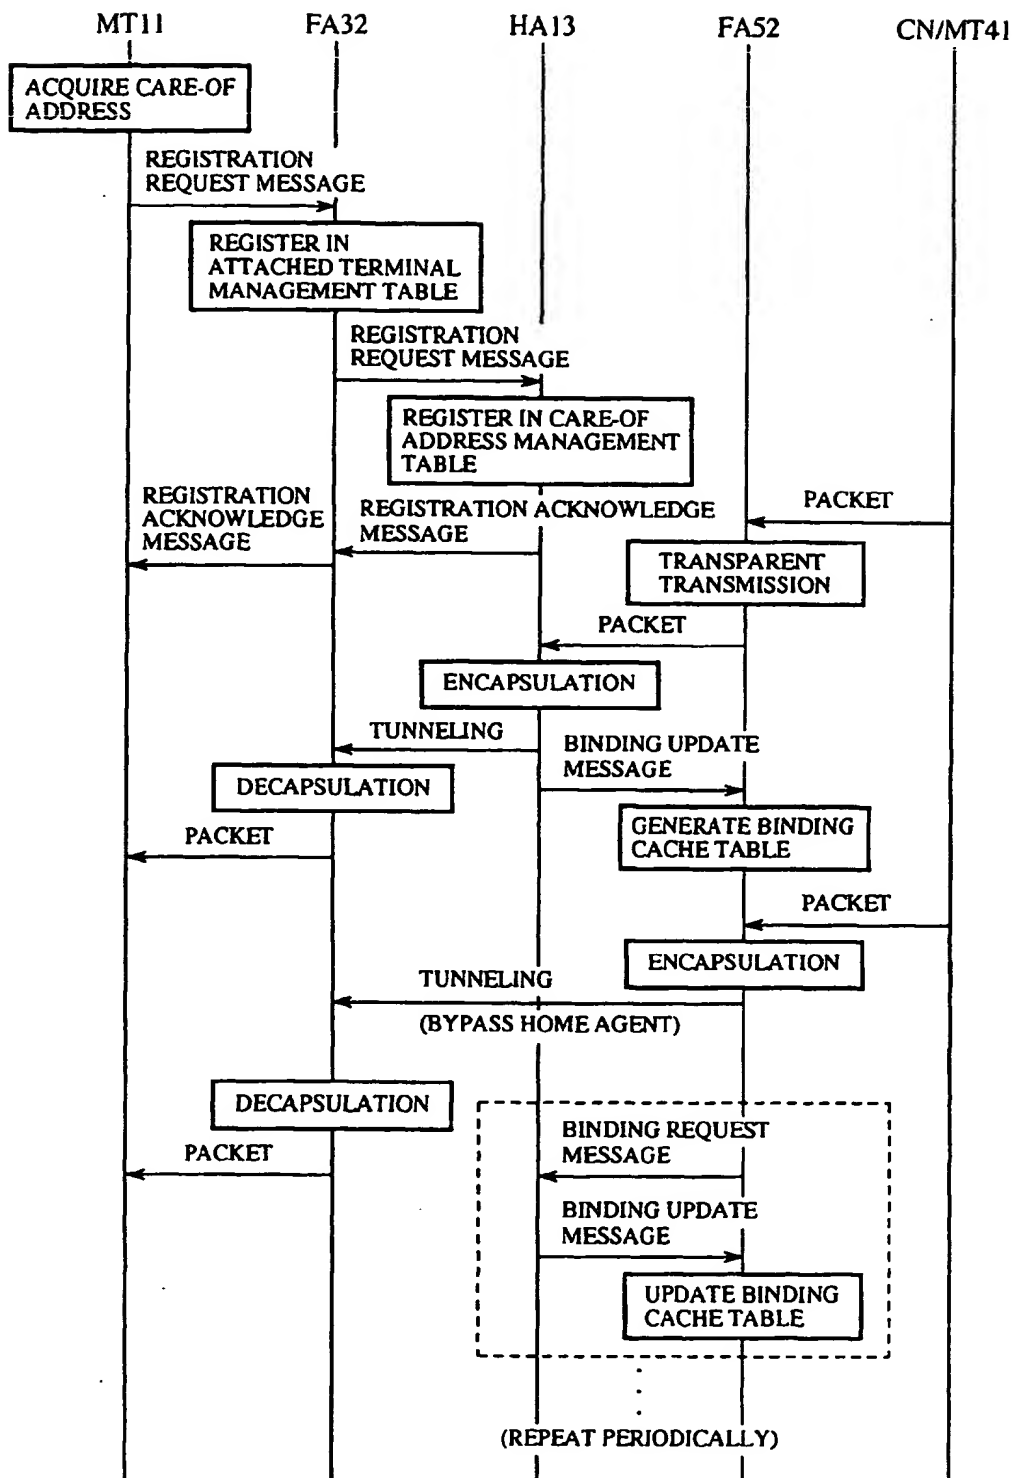 MT11 FA32 HA13 FA52 CN/MT41
ACQUIRE CARE-OF
ADDRESS
REGISTRATION
REQUEST MESSAGE
REGISTER IN
ATTACHED TERMINAL
MANAGEMENT TABLE
REGISTRATION
REQUEST MESSAGE
REGISTER IN CARE-OF
ADDRESS MANAGEMENT
TABLE
REGISTRATION
ACKNOWLEDGE
MESSAGE
REGISTRATION ACKNOWLEDGE
MESSAGE
PACKET
TRANSPARENT
TRANSMISSION
PACKET
ENCAPSULATION
TUNNELING
BINDING UPDATE
MESSAGE
DECAPSULATION
GENERATE BINDING
CACHE TABLE
PACKET
PACKET
ENCAPSULATION
TUNNELING
(BYPASS HOME AGENT)
DECAPSULATION
BINDING REQUEST
MESSAGE
PACKET
BINDING UPDATE
MESSAGE
UPDATE BINDING
CACHE TABLE
(REPEAT PERIODICALLY)